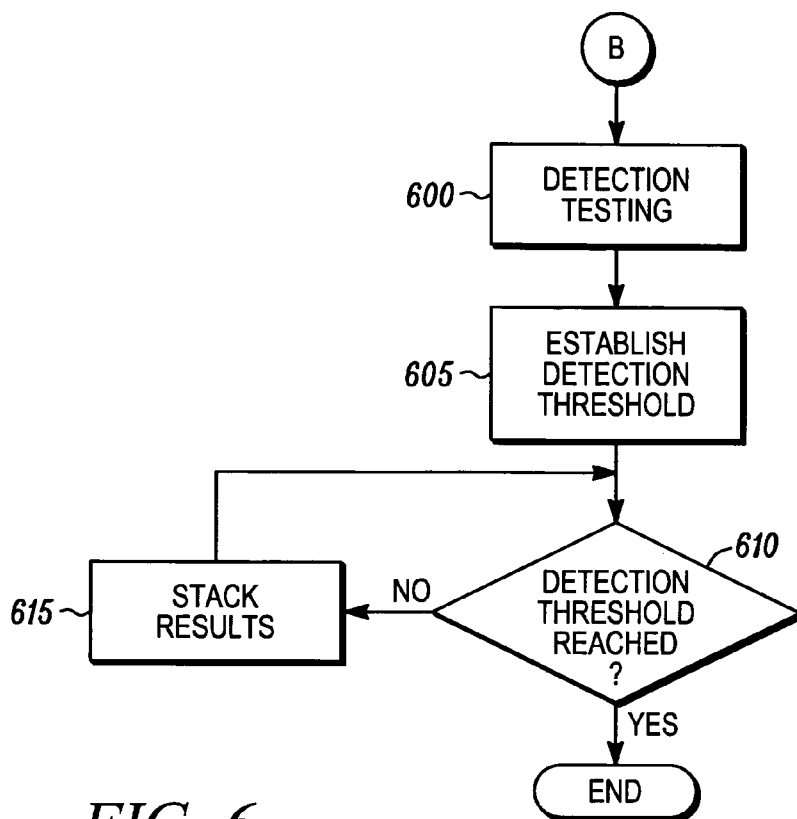 B
600
DETECTION
TESTING
605
ESTABLISH
DETECTION
THRESHOLD
610
DETECTION
THRESHOLD
REACHED
?
NO
615
STACK
RESULTS
YES
END
FIG. 6